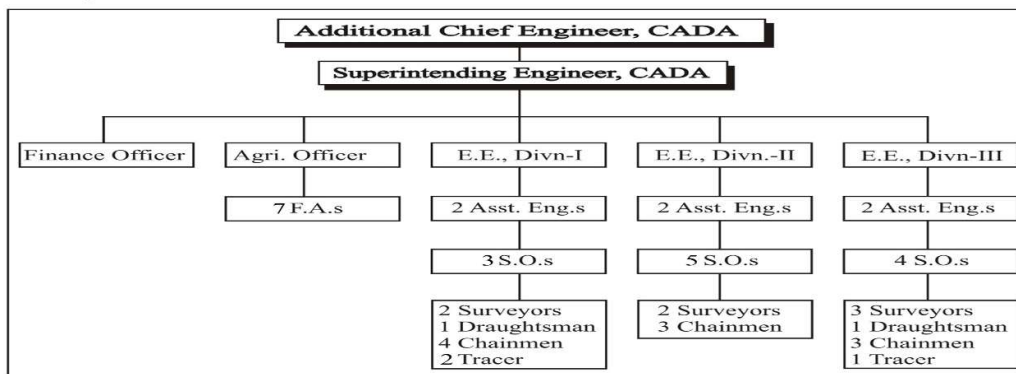 Additional Chief Engineer, CADA
Superintending Engineer, CADA
Finance Officer
Agri. Officer
E.E., Divn-I
E.E., Divn.-II
E.E., Divn-III
7 F.A.s
2 Asst. Eng.s
2 Asst. Eng.s
2 Asst. Eng.s
3 S.O.s
5 S.O.s
4 S.O.s
2 Surveyors
1 Draughtsman
4 Chainmen
2 Tracer
2 Surveyors
3 Chainmen
3 Surveyors
1 Draughtsman
3 Chainmen
1 Tracer